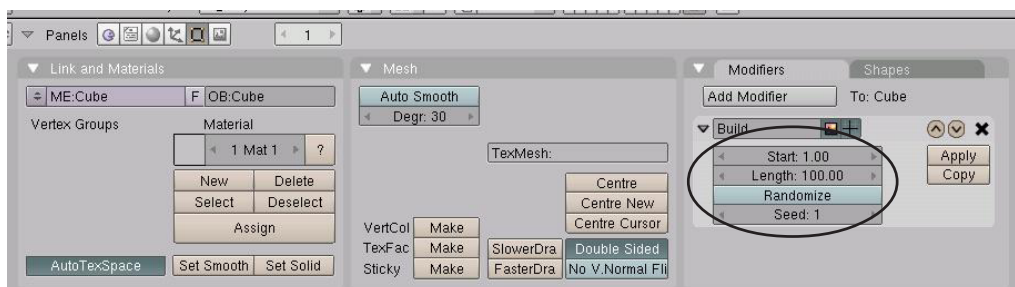 Panels
1
Link and Materials
ME:Cube
F OB:Cube
Vertex Groups
Material
1 Mat 1
?
New
Delete
Select
Deselect
Assign
AutoTexSpace
Set Smooth
Set Solid
Mesh
Auto Smooth
Degr: 30
TexMesh:
Centre
Centre New
Centre Cursor
VertCol
Make
TexFac
Make
SlowerDra
Double Sided
Sticky
Make
FasterDra
No V.Normal Fli
Modifiers
Shapes
Add Modifier
To: Cube
Build
Start: 1.00
Length: 100.00
Randomize
Seed: 1
Apply
Copy